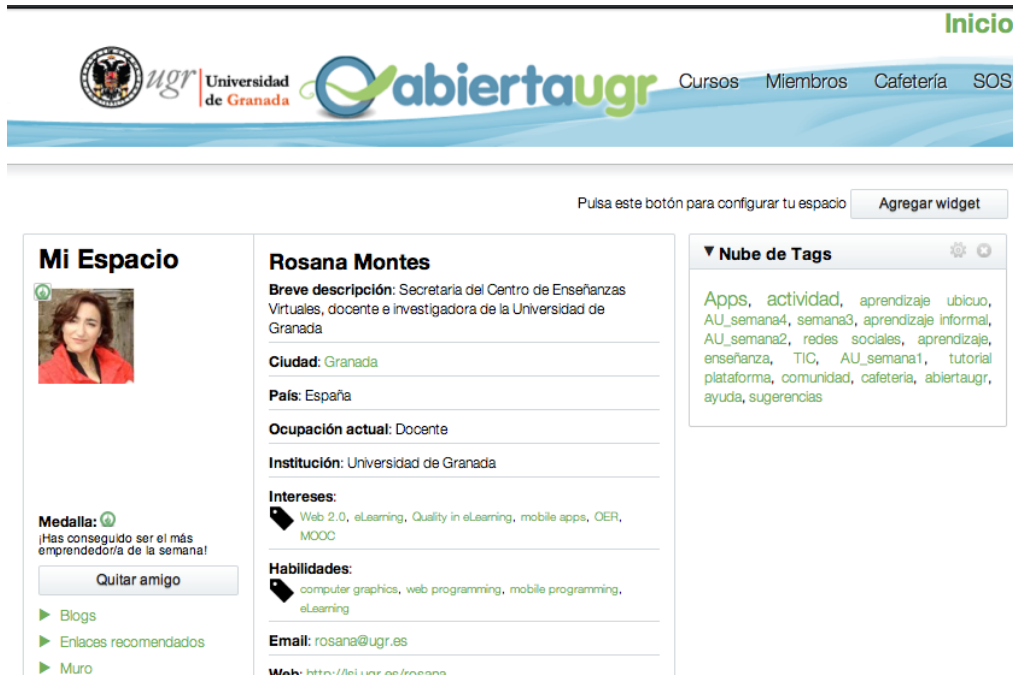 Inicio
ugr Universidad de Granada
abiertaugr
Cursos Miembros Cafetería SOS
Pulsa este botón para configurar tu espacio Agregar widget
Mi Espacio
Medalla:
¡Has conseguido ser el más
emprendedor/a de la semana!
Quitar amigo
Blogs
Enlaces recomendados
Muro
Rosana Montes
Breve descripción: Secretaria del Centro de Enseñanzas
Virtuales, docente e investigadora de la Universidad de
Granada
Ciudad: Granada
País: España
Ocupación actual: Docente
Institución: Universidad de Granada
Intereses:
Web 2.0, eLearning, Quality in eLearning, mobile apps, OER,
MOOC
Habilidades:
computer graphics, web programming, mobile programming,
eLearning
Email: rosana@ugr.es
Web: http://lsi.ugr.es/rosana
Nube de Tags
Apps, actividad, aprendizaje ubicuo,
AU_semana4, semana3, aprendizaje informal,
AU_semana2, redes sociales, aprendizaje,
enseñanza, TIC, AU_semana1, tutorial
plataforma, comunidad, cafeteria, abiertaugr,
ayuda, sugerencias